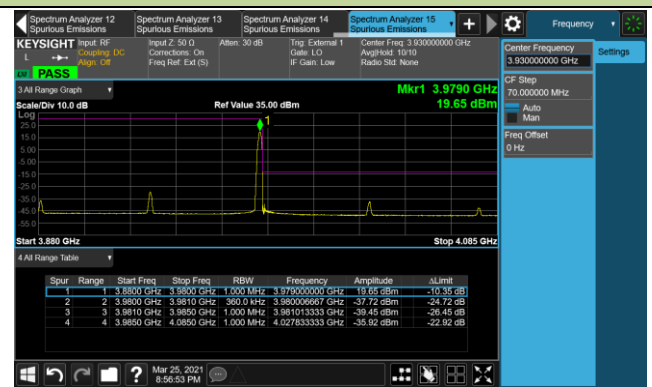 Spectrum Analyzer 12 Spectrum Analyzer 13 Spectrum Analyzer 14 Spectrum Analyzer 15 Frequency
Spurious Emissions Spurious Emissions Spurious Emissions Spurious Emissions
KEYSIGHT Input: RF Input Z: 50 Ω Atten: 30 dB Trig: External 1 Center Freq: 3.930000000 GHz
L Coupling: DC Corrections: On Gate: LO Avg|Hold: 10/10
Align: Off Freq Ref: Ext (S) IF Gain: Low Radio Std: None
LXI PASS
Center Frequency
3.930000000 GHz
Settings
CF Step
70.000000 MHz
Auto
Man
Freq Offset
0 Hz
3 All Range Graph Mkr1 3.9790 GHz
Scale/Div 10.0 dB Ref Value 35.00 dBm 19.65 dBm
Log
25.0
15.0
5.00
-5.00
-15.0
-25.0
-35.0
-45.0
-55.0
1
Start 3.880 GHz Stop 4.085 GHz
4 All Range Table
Spur Range Start Freq Stop Freq RBW Frequency Amplitude ΔLimit
1 1 3.8800 GHz 3.9800 GHz 1.000 MHz 3.979000000 GHz 19.65 dBm -10.35 dB
2 2 3.9800 GHz 3.9810 GHz 360.0 kHz 3.980006667 GHz -37.72 dBm -24.72 dB
3 3 3.9810 GHz 3.9850 GHz 1.000 MHz 3.981013333 GHz -39.45 dBm -26.45 dB
4 4 3.9850 GHz 4.0850 GHz 1.000 MHz 4.027833333 GHz -35.92 dBm -22.92 dB
? Mar 25, 2021
8:56:53 PM